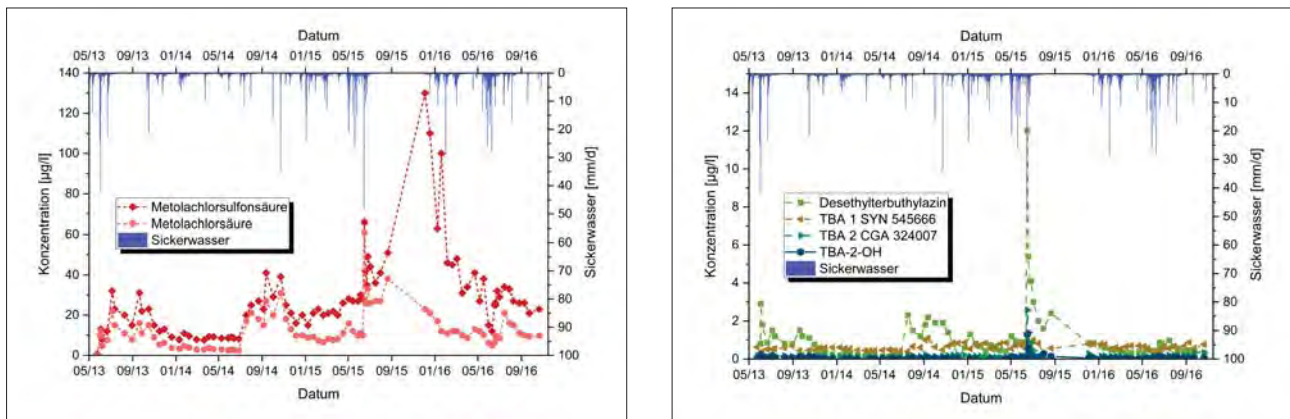 Datum
05/13 09/13 01/14 05/14 09/14 01/15 05/15 09/15 01/16 05/16 09/16
140
120
100
80
60
40
20
0
Konzentration [µg/l]
0
10
20
30
40
50
60
70
80
90
100
Sickerwasser [mm/d]
Metolachlorsulfonsäure
Metolachlorsäure
Sickerwasser
05/13 09/13 01/14 05/14 09/14 01/15 05/15 09/15 01/16 05/16 09/16
Datum
Datum
05/13 09/13 01/14 05/14 09/14 01/15 05/15 09/15 01/16 05/16 09/16
14
12
10
8
6
4
2
0
Konzentration [µg/l]
0
10
20
30
40
50
60
70
80
90
100
Sickerwasser [mm/d]
Desethylterbuthylazin
TBA 1 SYN 545666
TBA 2 CGA 324007
TBA-2-OH
Sickerwasser
05/13 09/13 01/14 05/14 09/14 01/15 05/15 09/15 01/16 05/16 09/16
Datum